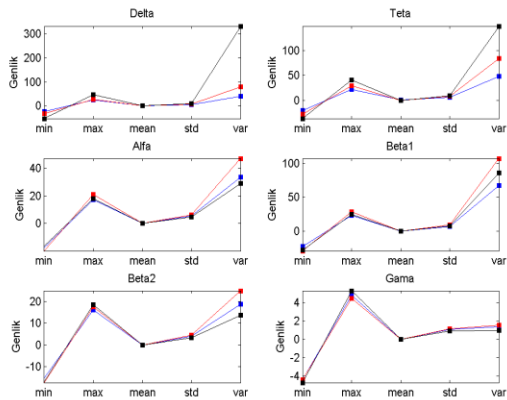 Delta
Genlik
300
200
100
0
min max mean std var
Teta
Genlik
100
50
0
min max mean std var
Alfa
Genlik
40
20
0
min max mean std var
Beta1
Genlik
100
50
0
min max mean std var
Beta2
Genlik
20
10
0
-10
min max mean std var
Gama
Genlik
4
2
0
-2
-4
min max mean std var